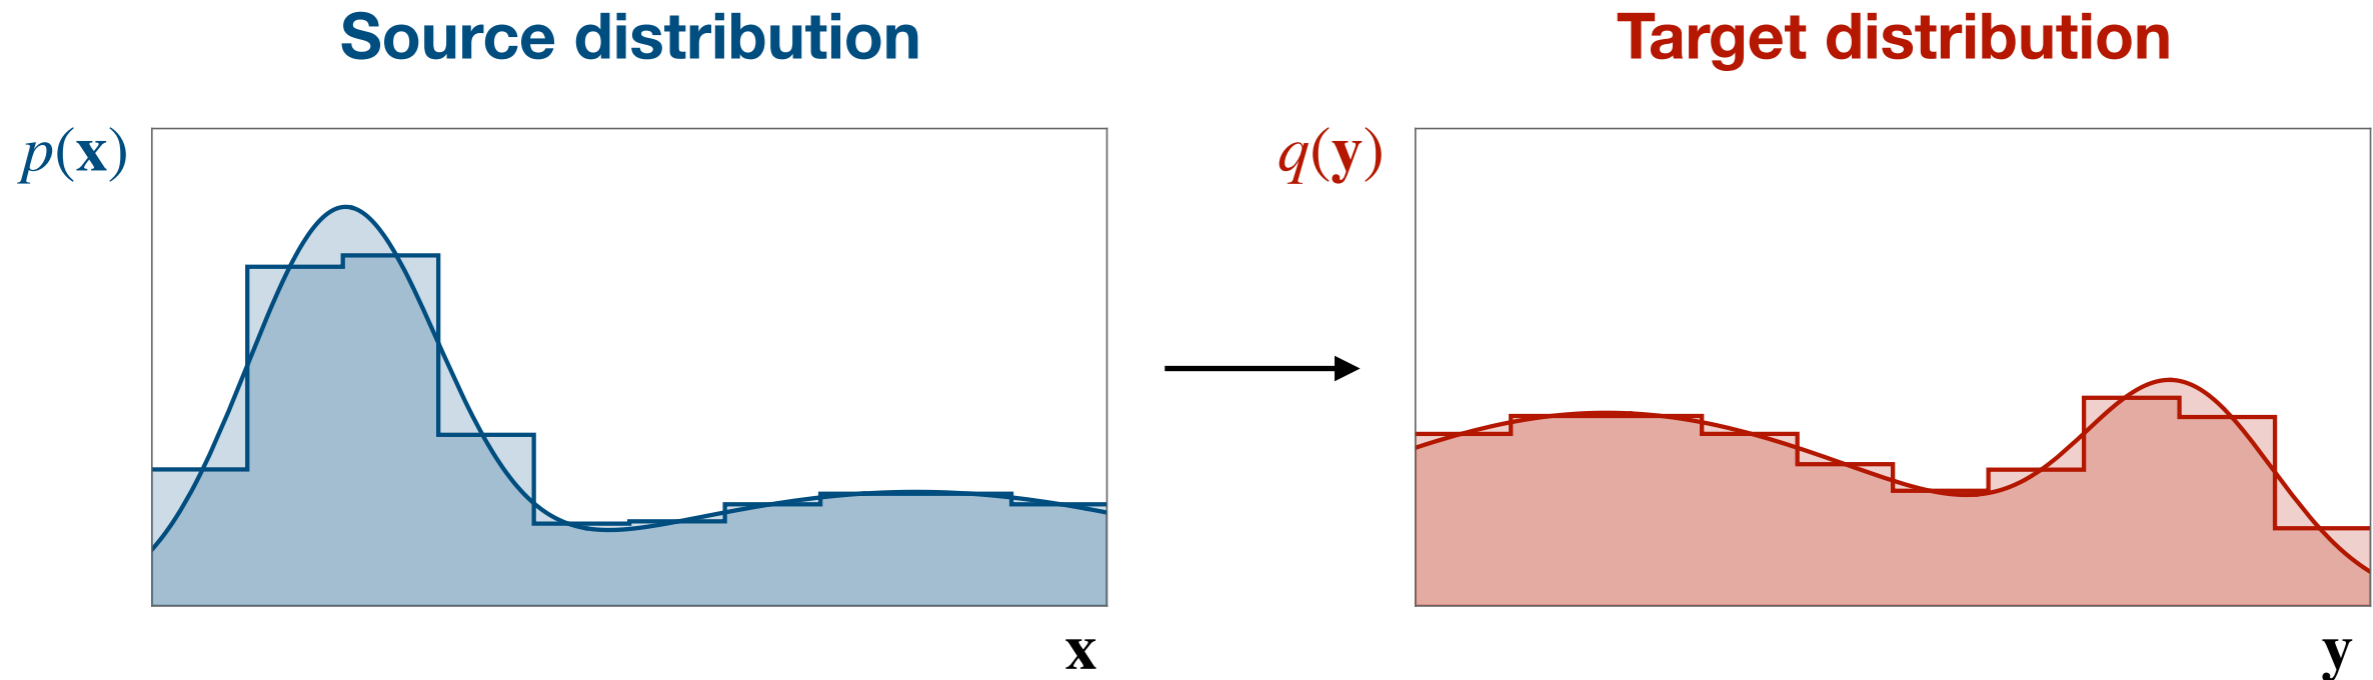 Source distribution
Target distribution
p(x)
q(y)
x
y